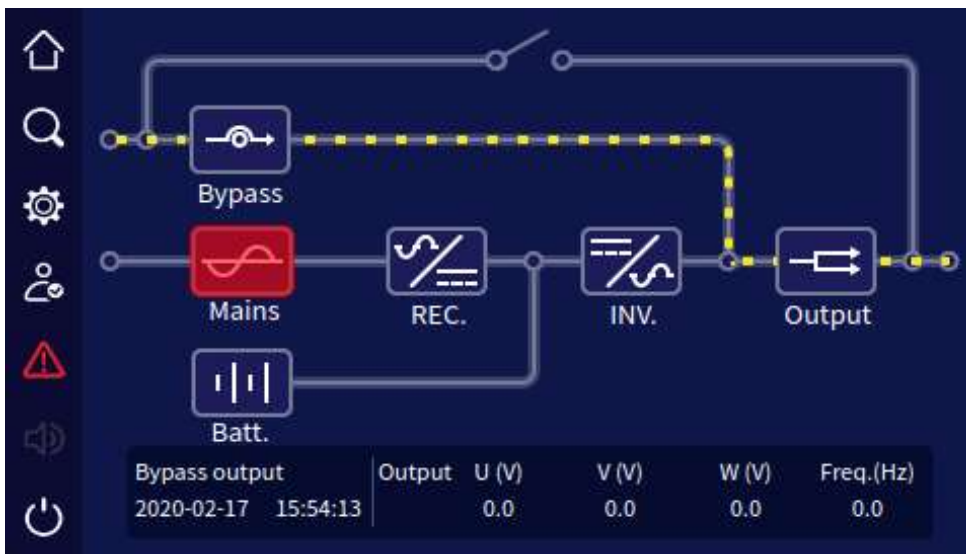 Bypass
Mains
REC.
INV.
Output
Batt.
Bypass output Output U (V) V (V) W (V) Freq.(Hz)
2020-02-17 15:54:13 0.0 0.0 0.0 0.0